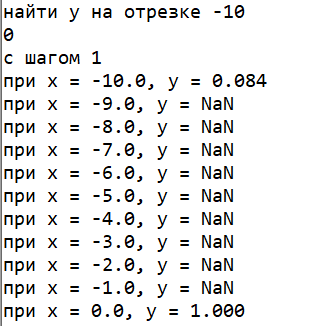 найти y на отрезке -10
0
с шагом 1
при x = -10.0, y = 0.084
при x = -9.0, y = NaN
при x = -8.0, y = NaN
при x = -7.0, y = NaN
при x = -6.0, y = NaN
при x = -5.0, y = NaN
при x = -4.0, y = NaN
при x = -3.0, y = NaN
при x = -2.0, y = NaN
при x = -1.0, y = NaN
при x = 0.0, y = 1.000